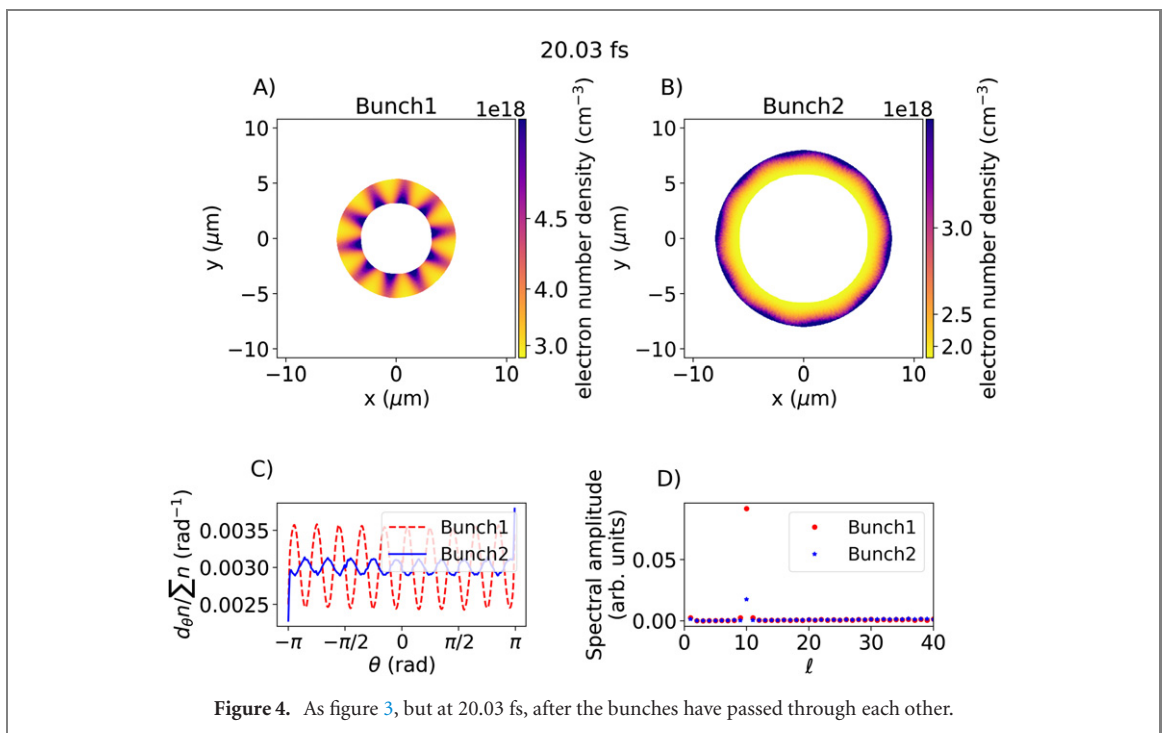 20.03 fs
A)
Bunch1
1e18
electron number density (cm⁻³)
10
5
0
−5
−10
y (μm)
−10 0 10
x (μm)
4.5
4.0
3.0
B)
Bunch2
1e18
electron number density (cm⁻³)
10
5
0
−5
−10
y (μm)
−10 0 10
x (μm)
3.0
2.5
2.0
C)
d_θn/∑n (rad⁻¹)
0.0035
0.0030
0.0025
Bunch1
Bunch2
−π −π/2 0 π/2 π
θ (rad)
D)
Spectral amplitude
(arb. units)
0.05
0.00
Bunch1
Bunch2
0 10 20 30 40
ℓ
Figure 4. As figure 3, but at 20.03 fs, after the bunches have passed through each other.